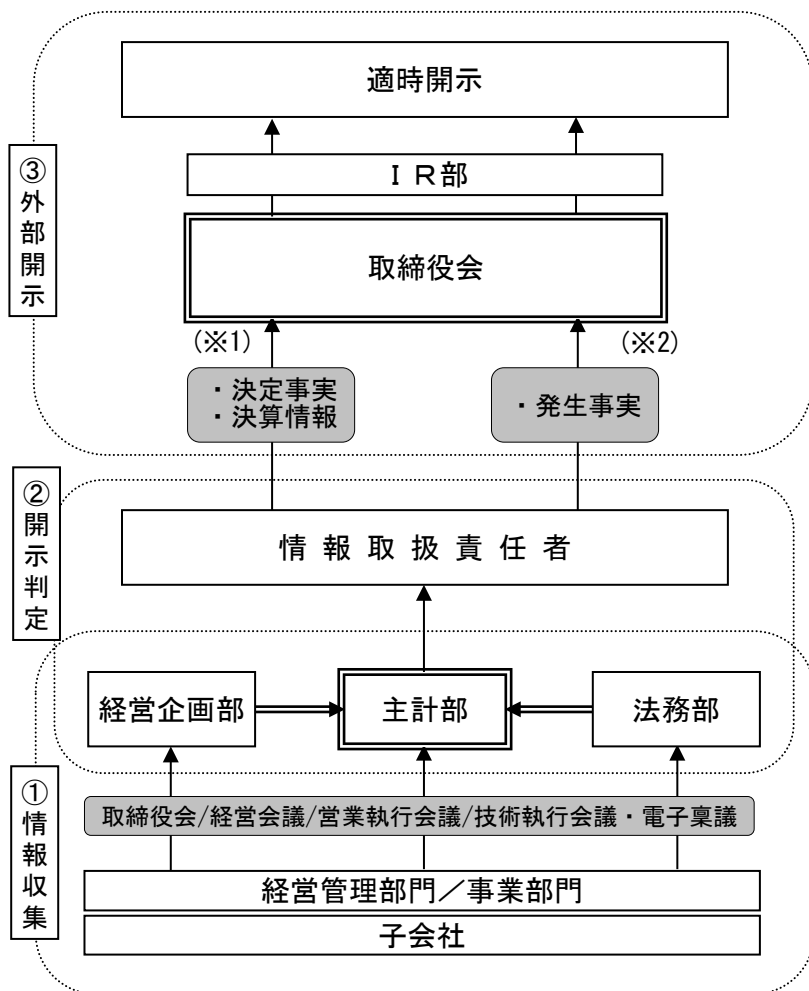 適時開示
ＩＲ部
取締役会
(※1)
(※2)
・決定事実
・決算情報
・発生事実
③外部開示
②開示判定
情報取扱責任者
経営企画部
主計部
法務部
①情報収集
取締役会/経営会議/営業執行会議/技術執行会議・電子稟議
経営管理部門／事業部門
子会社